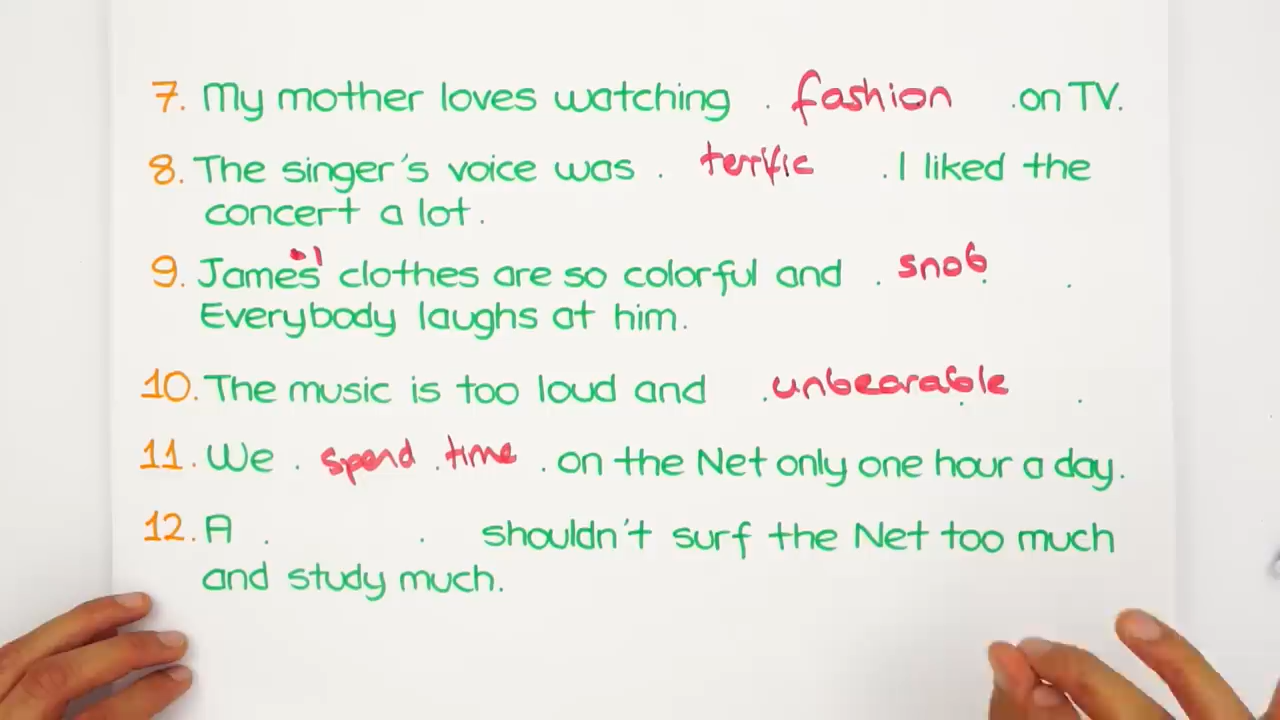 7. My mother loves watching . fashion . on TV.
8. The singer's voice was . terrific . I liked the
concert a lot.
9. James' clothes are so colorful and . snob .
Everybody laughs at him.
10. The music is too loud and . unbearable .
11. We . spend time . on the Net only one hour a day.
12. A . . shouldn't surf the Net too much
and study much.